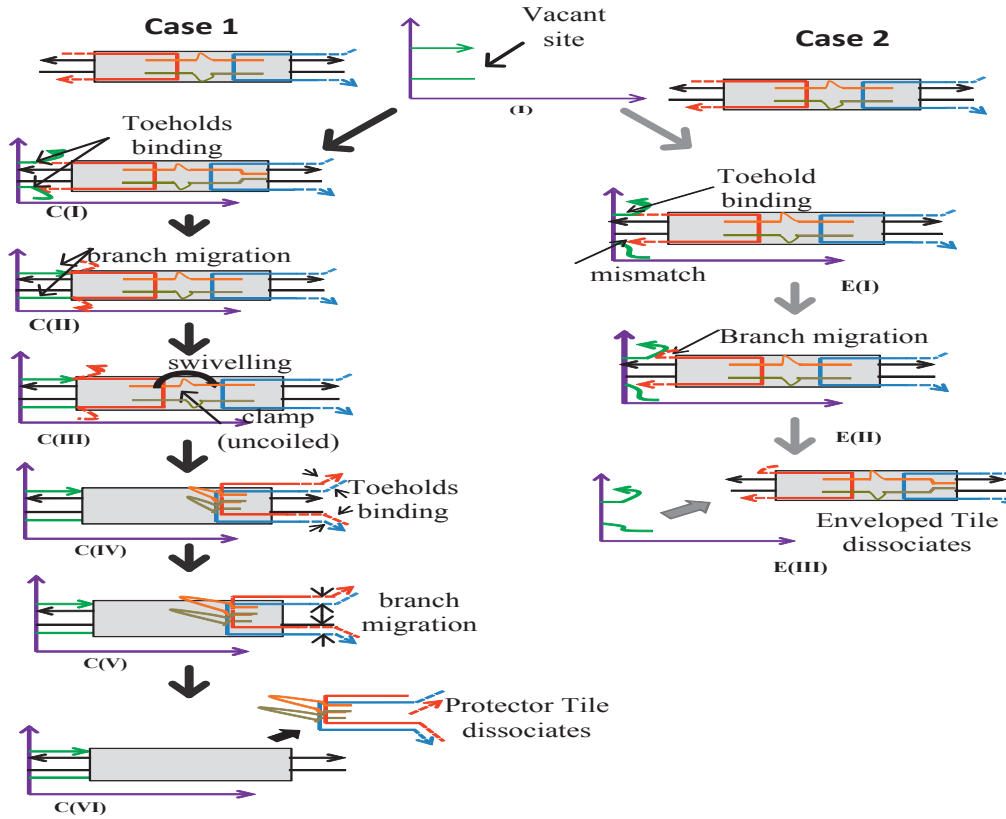 Case 1
Vacant
site
Case 2
(I)
Toeholds
binding
C(I)
branch migration
C(II)
swivelling
clamp
(uncoiled)
C(III)
Toeholds
binding
C(IV)
branch
migration
C(V)
Protector Tile
dissociates
C(VI)
Toehold
binding
mismatch
E(I)
Branch migration
E(II)
Enveloped Tile
dissociates
E(III)